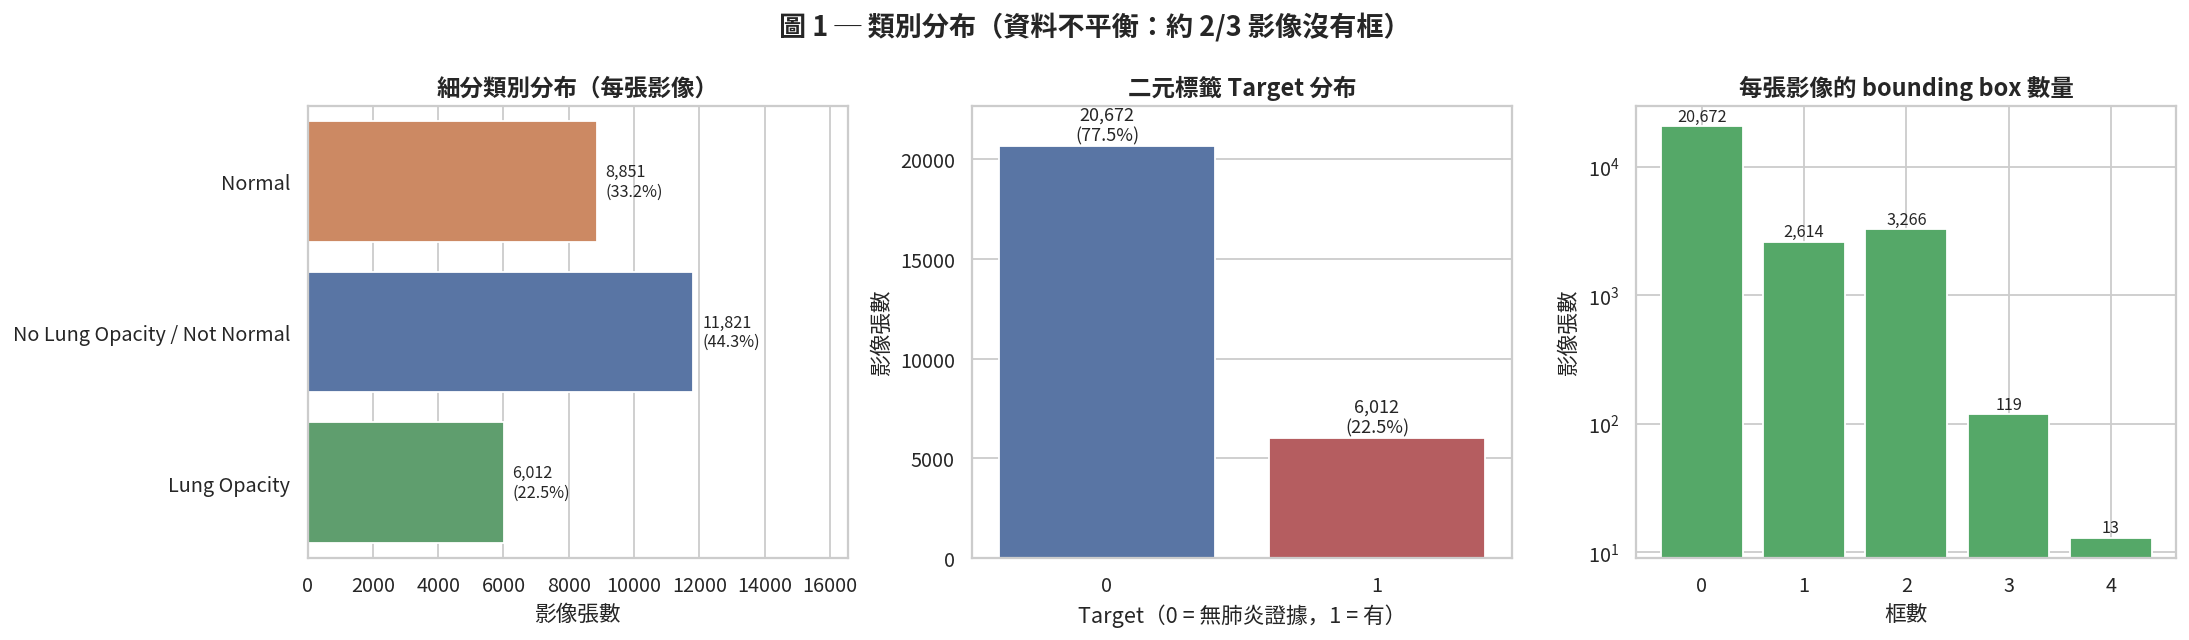 圖 1 — 類別分布（資料不平衡：約 2/3 影像沒有框）
細分類別分布（每張影像）
Normal
No Lung Opacity / Not Normal
Lung Opacity
8,851
(33.2%)
11,821
(44.3%)
6,012
(22.5%)
0 2000 4000 6000 8000 10000 12000 14000 16000
影像張數
二元標籤 Target 分布
影像張數
20000
15000
10000
5000
0
20,672
(77.5%)
6,012
(22.5%)
0 1
Target（0 = 無肺炎證據，1 = 有）
每張影像的 bounding box 數量
影像張數
10⁴
10³
10²
10¹
20,672
2,614
3,266
119
13
0 1 2 3 4
框數